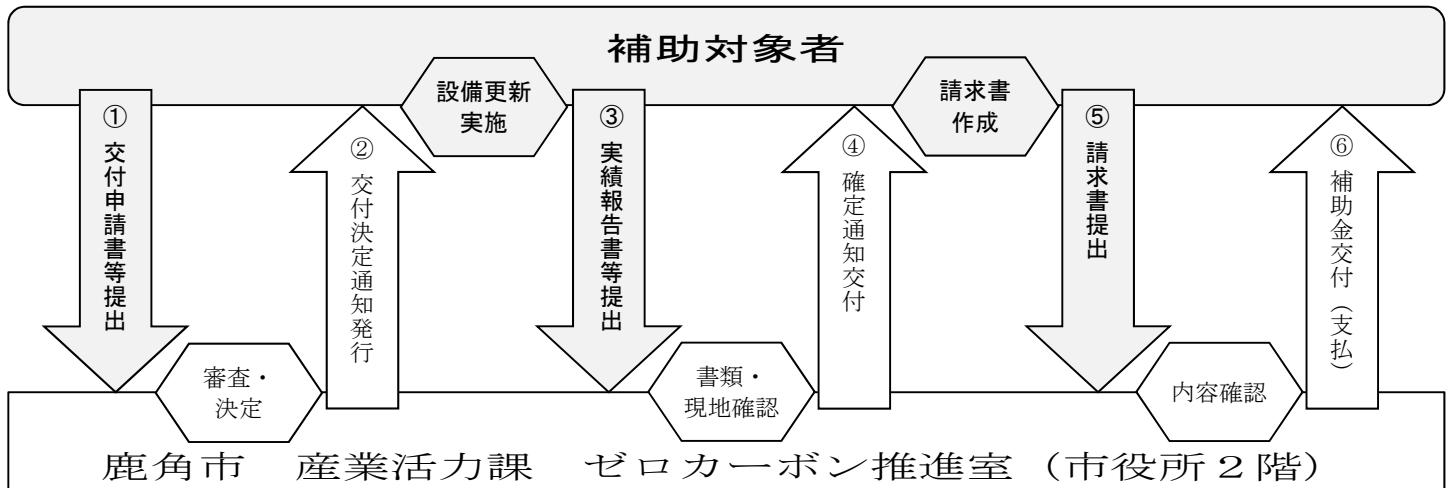 補助対象者
① 交付申請書等提出
審査・
決定
② 交付決定通知発行
設備更新
実施
③ 実績報告書等提出
書類・
現地確認
④ 確定通知交付
請求書
作成
⑤ 請求書提出
内容確認
⑥ 補助金交付（支払）
鹿角市　産業活力課　ゼロカーボン推進室（市役所２階）